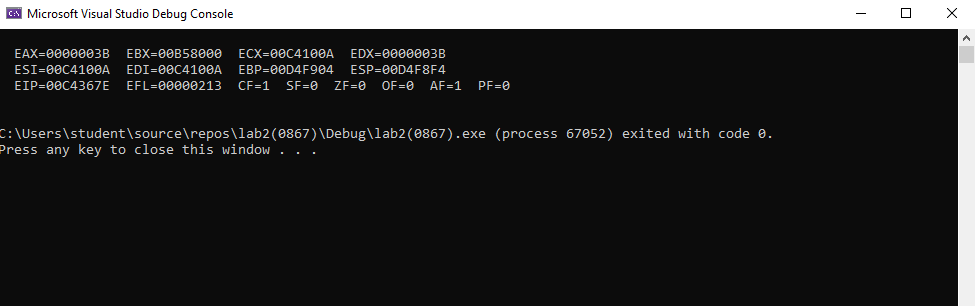 Microsoft Visual Studio Debug Console
EAX=0000003B  EBX=00B58000  ECX=00C4100A  EDX=0000003B
ESI=00C4100A  EDI=00C4100A  EBP=00D4F904  ESP=00D4F8F4
EIP=00C4367E  EFL=00000213  CF=1  SF=0  ZF=0  OF=0  AF=1  PF=0
C:\Users\student\source\repos\lab2(0867)\Debug\lab2(0867).exe (process 67052) exited with code 0.
Press any key to close this window . . .